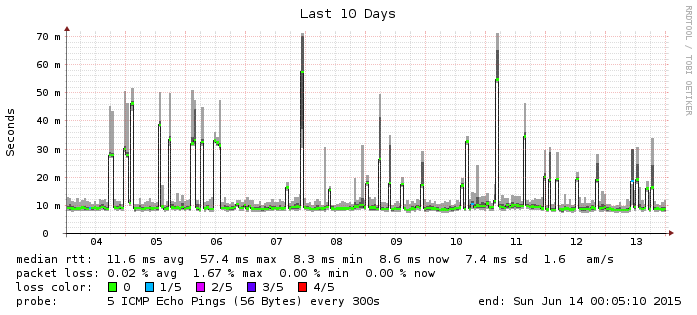 Last 10 Days
RRDTOOL / TOBI OETIKER
Seconds
70 m
60 m
50 m
40 m
30 m
20 m
10 m
0
04 05 06 07 08 09 10 11 12 13
median rtt: 11.6 ms avg 57.4 ms max 8.3 ms min 8.6 ms now 7.4 ms sd 1.6 am/s
packet loss: 0.02 % avg 1.67 % max 0.00 % min 0.00 % now
loss color: 0 1/5 2/5 3/5 4/5
probe: 5 ICMP Echo Pings (56 Bytes) every 300s end: Sun Jun 14 00:05:10 2015